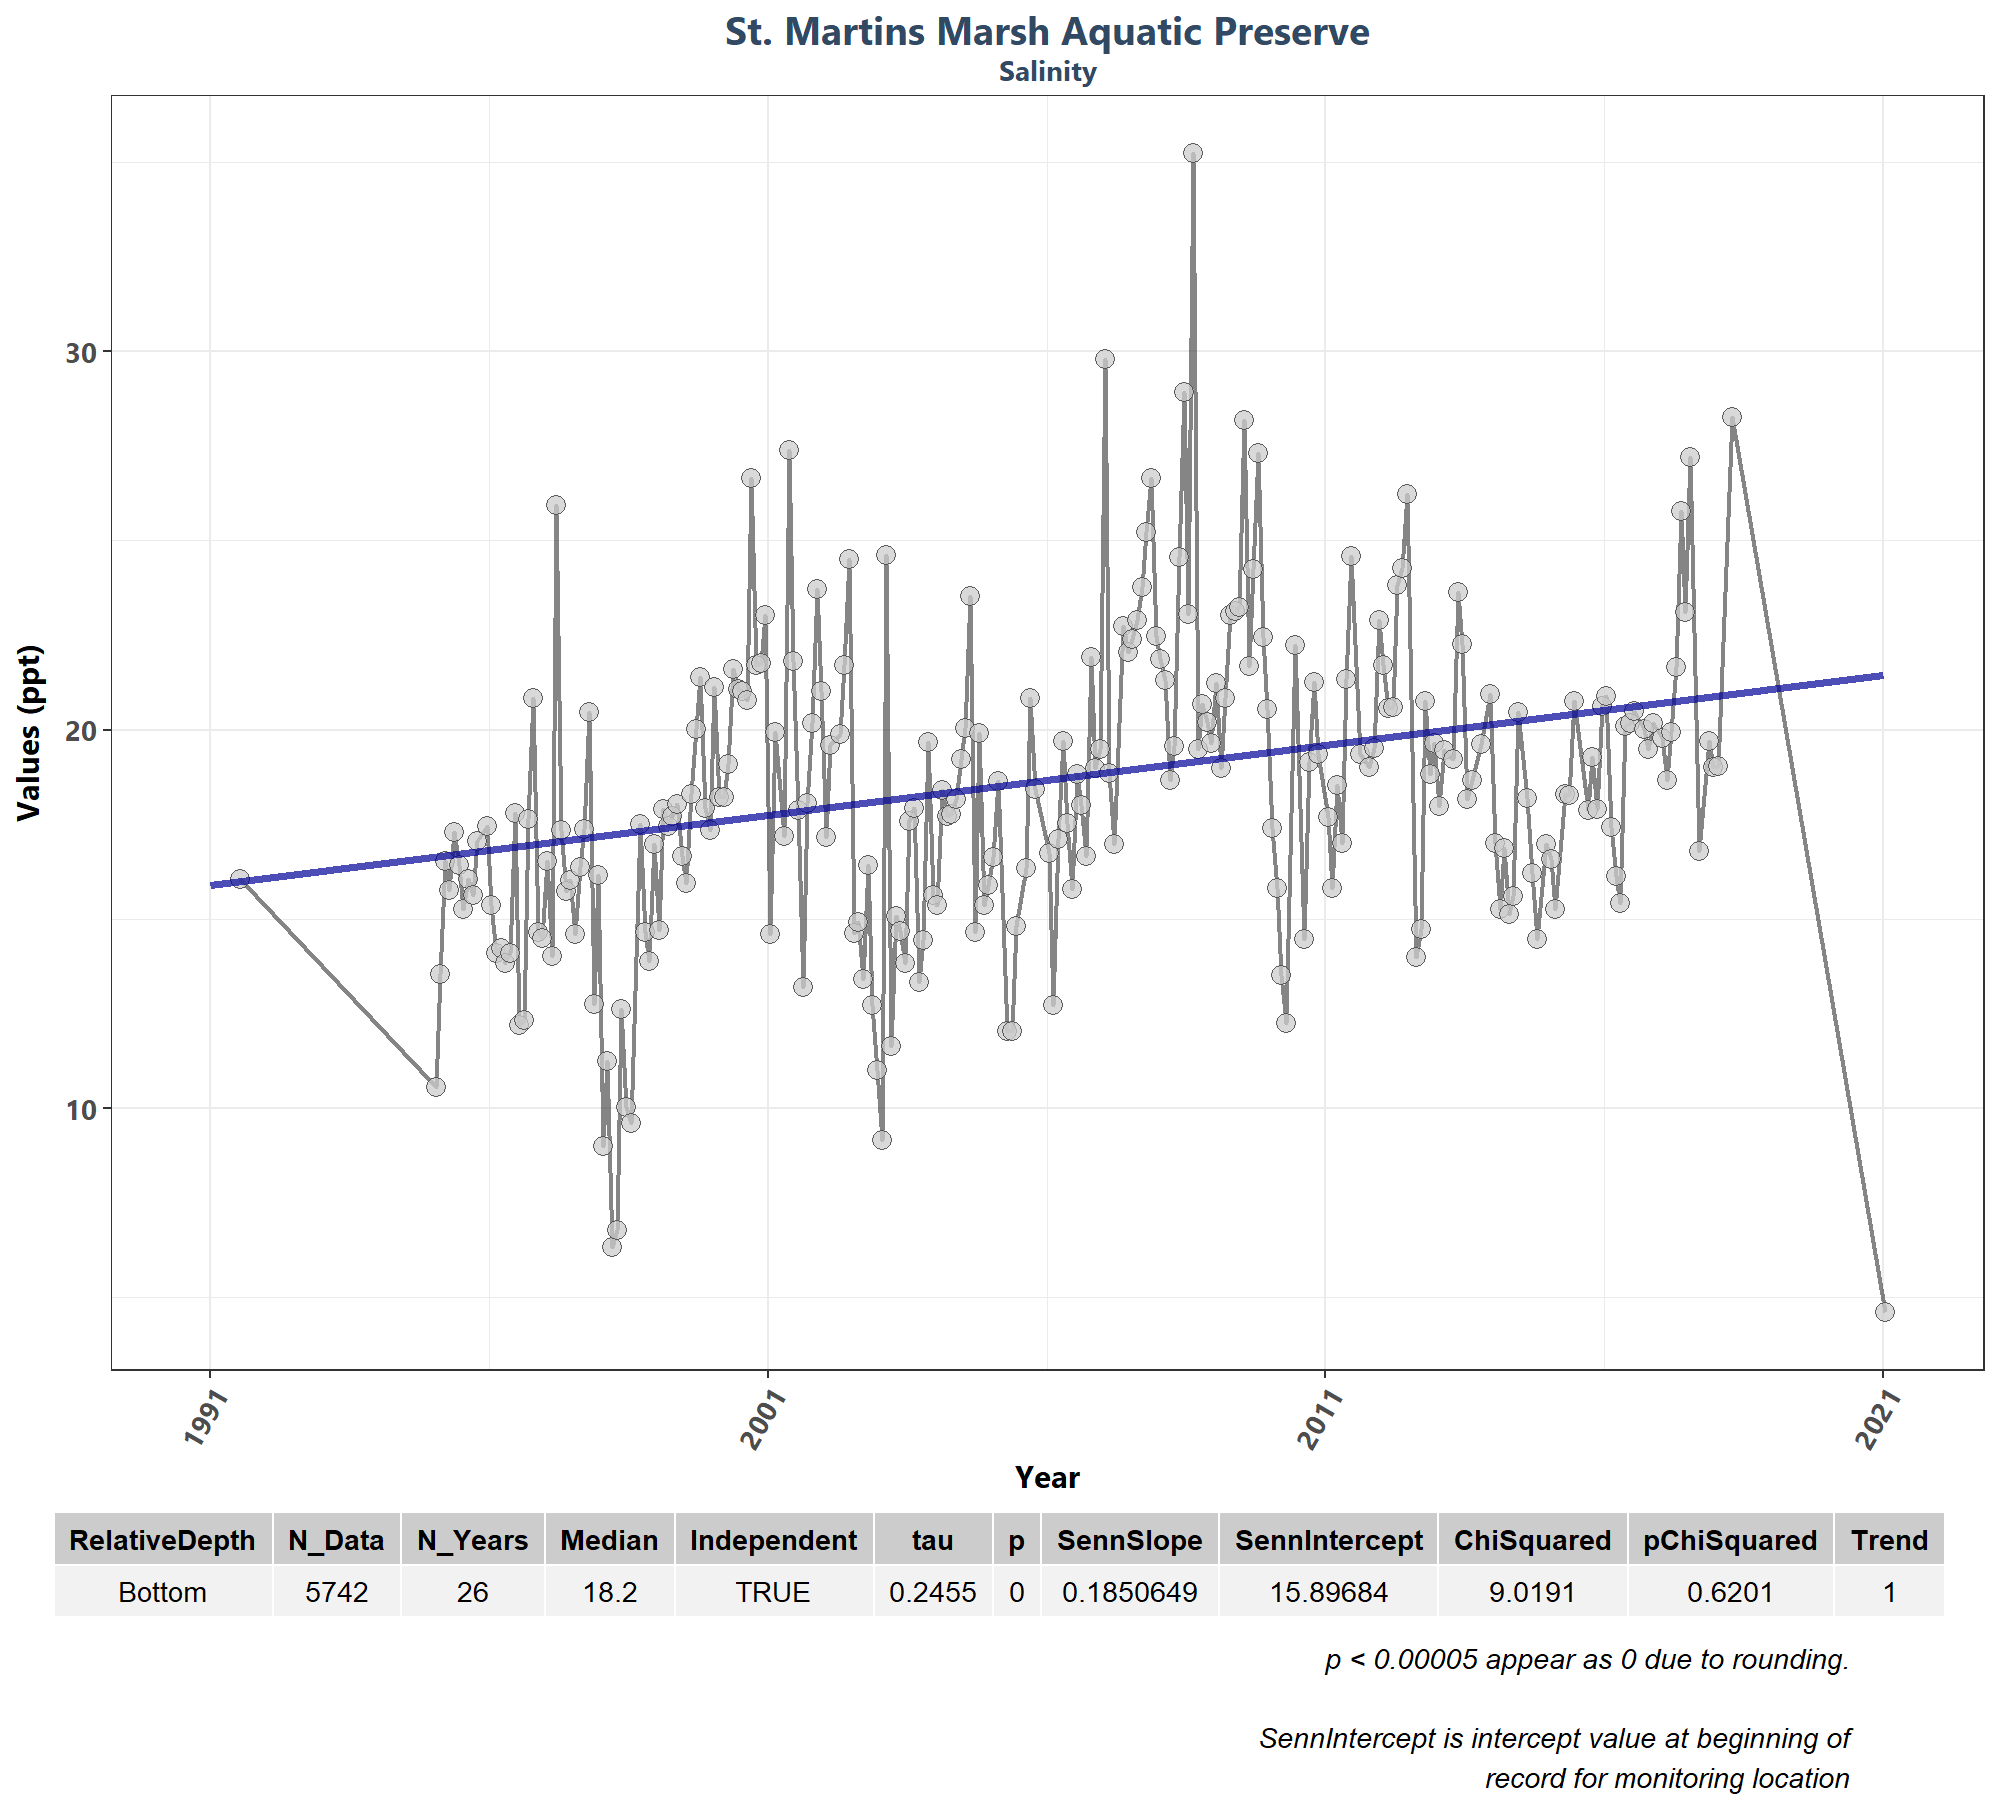 St. Martins Marsh Aquatic Preserve
Salinity
Values (ppt)
30
20
10
1991
2001
2011
2021
Year
RelativeDepth N_Data N_Years Median Independent tau p SennSlope SennIntercept ChiSquared pChiSquared Trend
Bottom 5742 26 18.2 TRUE 0.2455 0 0.1850649 15.89684 9.0191 0.6201 1
p < 0.00005 appear as 0 due to rounding.
SennIntercept is intercept value at beginning of
record for monitoring location